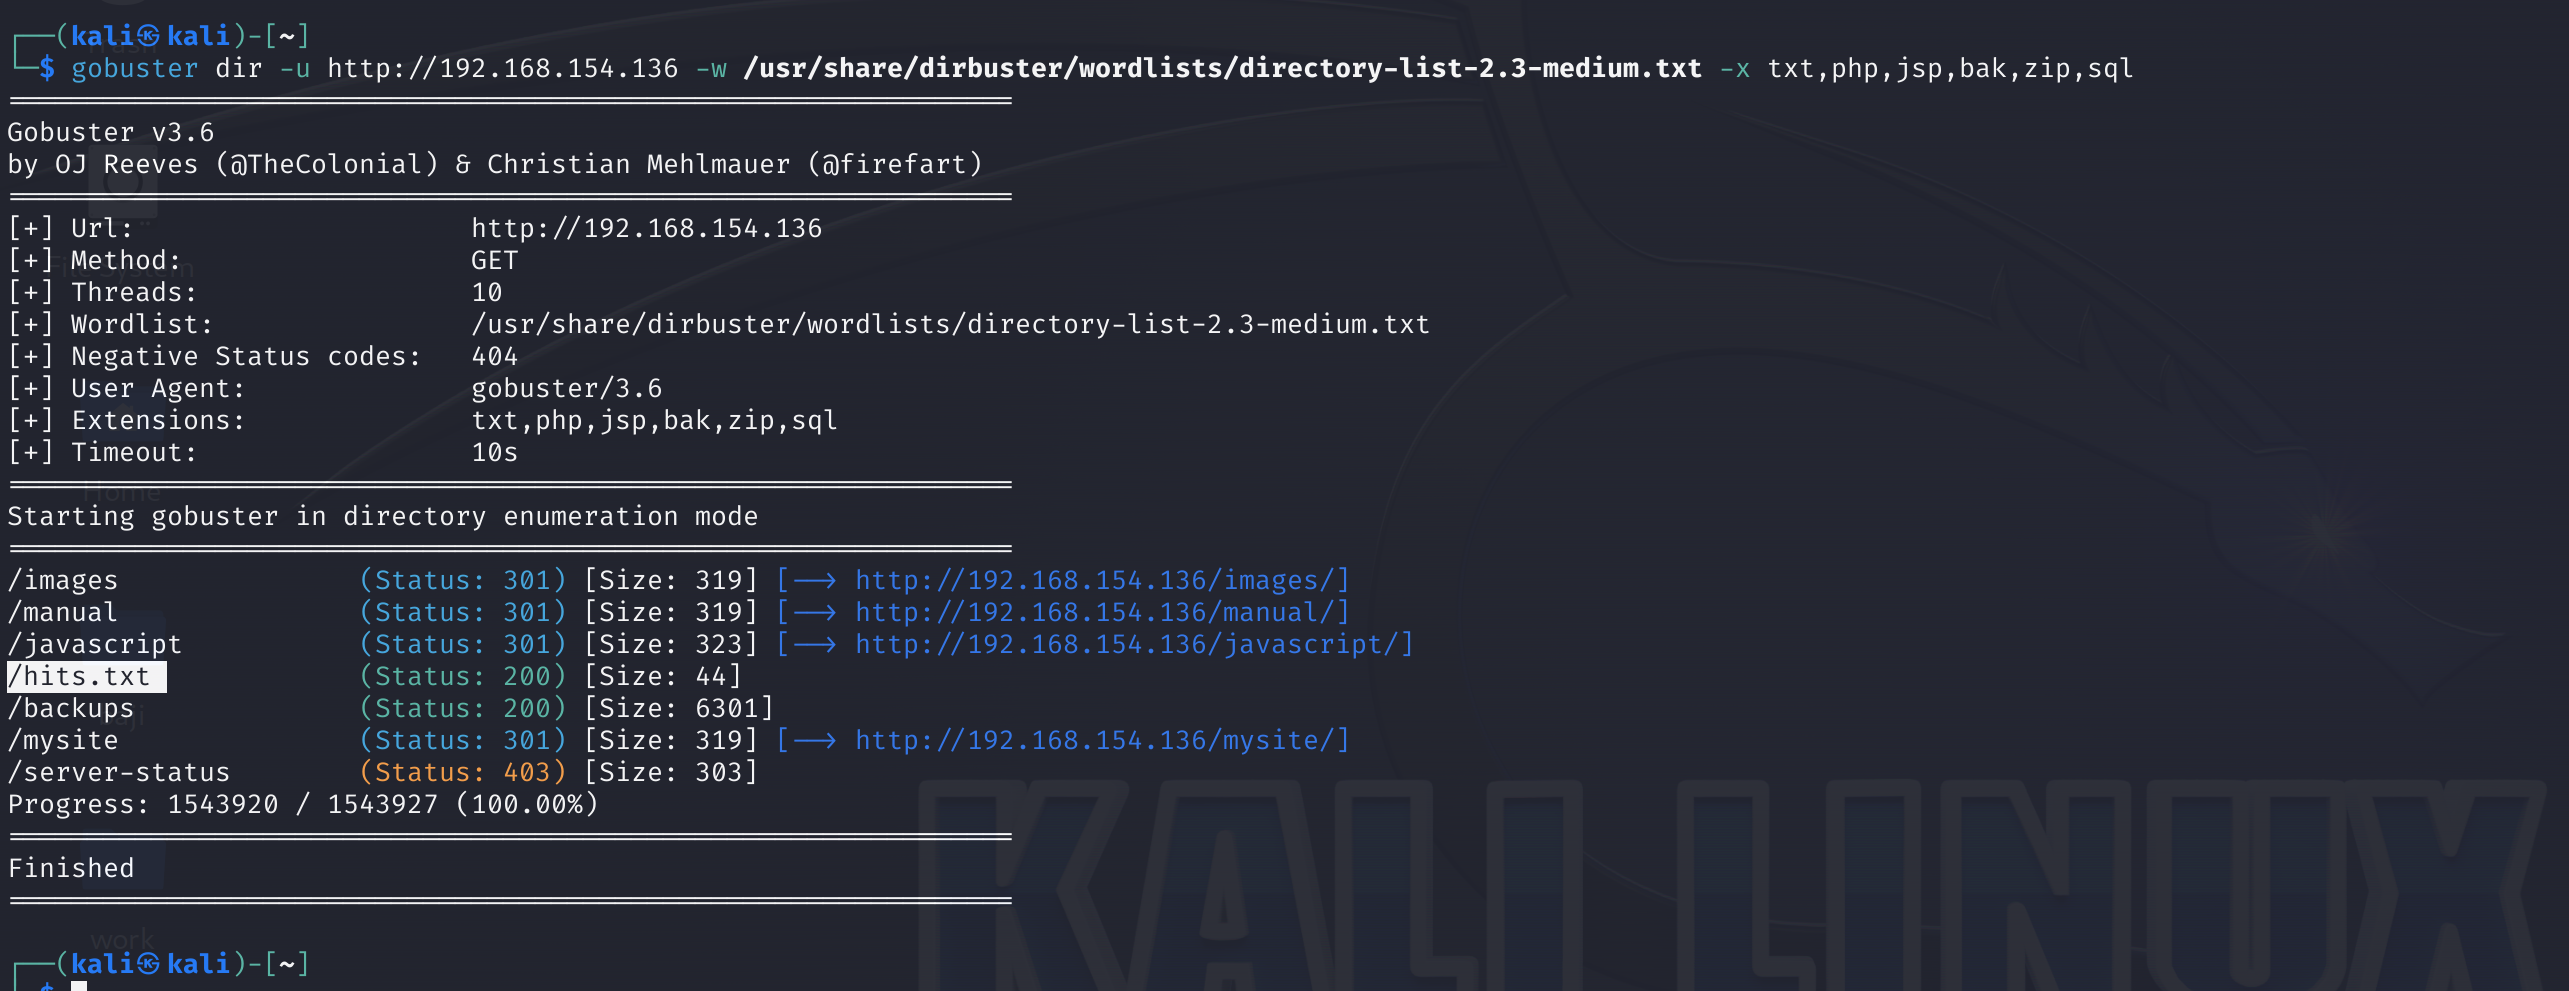 ┌──(kali㉿kali)-[~]
└─$ gobuster dir -u http://192.168.154.136 -w /usr/share/dirbuster/wordlists/directory-list-2.3-medium.txt -x txt,php,jsp,bak,zip,sql
===============================================================
Gobuster v3.6
by OJ Reeves (@TheColonial) & Christian Mehlmauer (@firefart)
===============================================================
[+] Url:                     http://192.168.154.136
[+] Method:                  GET
[+] Threads:                 10
[+] Wordlist:                /usr/share/dirbuster/wordlists/directory-list-2.3-medium.txt
[+] Negative Status codes:   404
[+] User Agent:              gobuster/3.6
[+] Extensions:              txt,php,jsp,bak,zip,sql
[+] Timeout:                 10s
===============================================================
Starting gobuster in directory enumeration mode
===============================================================
/images               (Status: 301) [Size: 319] [--> http://192.168.154.136/images/]
/manual               (Status: 301) [Size: 319] [--> http://192.168.154.136/manual/]
/javascript           (Status: 301) [Size: 323] [--> http://192.168.154.136/javascript/]
/hits.txt             (Status: 200) [Size: 44]
/backups              (Status: 200) [Size: 6301]
/mysite               (Status: 301) [Size: 319] [--> http://192.168.154.136/mysite/]
/server-status        (Status: 403) [Size: 303]
Progress: 1543920 / 1543927 (100.00%)
===============================================================
Finished
===============================================================
┌──(kali㉿kali)-[~]
└─$
File System
Home
work
KALI LINUX